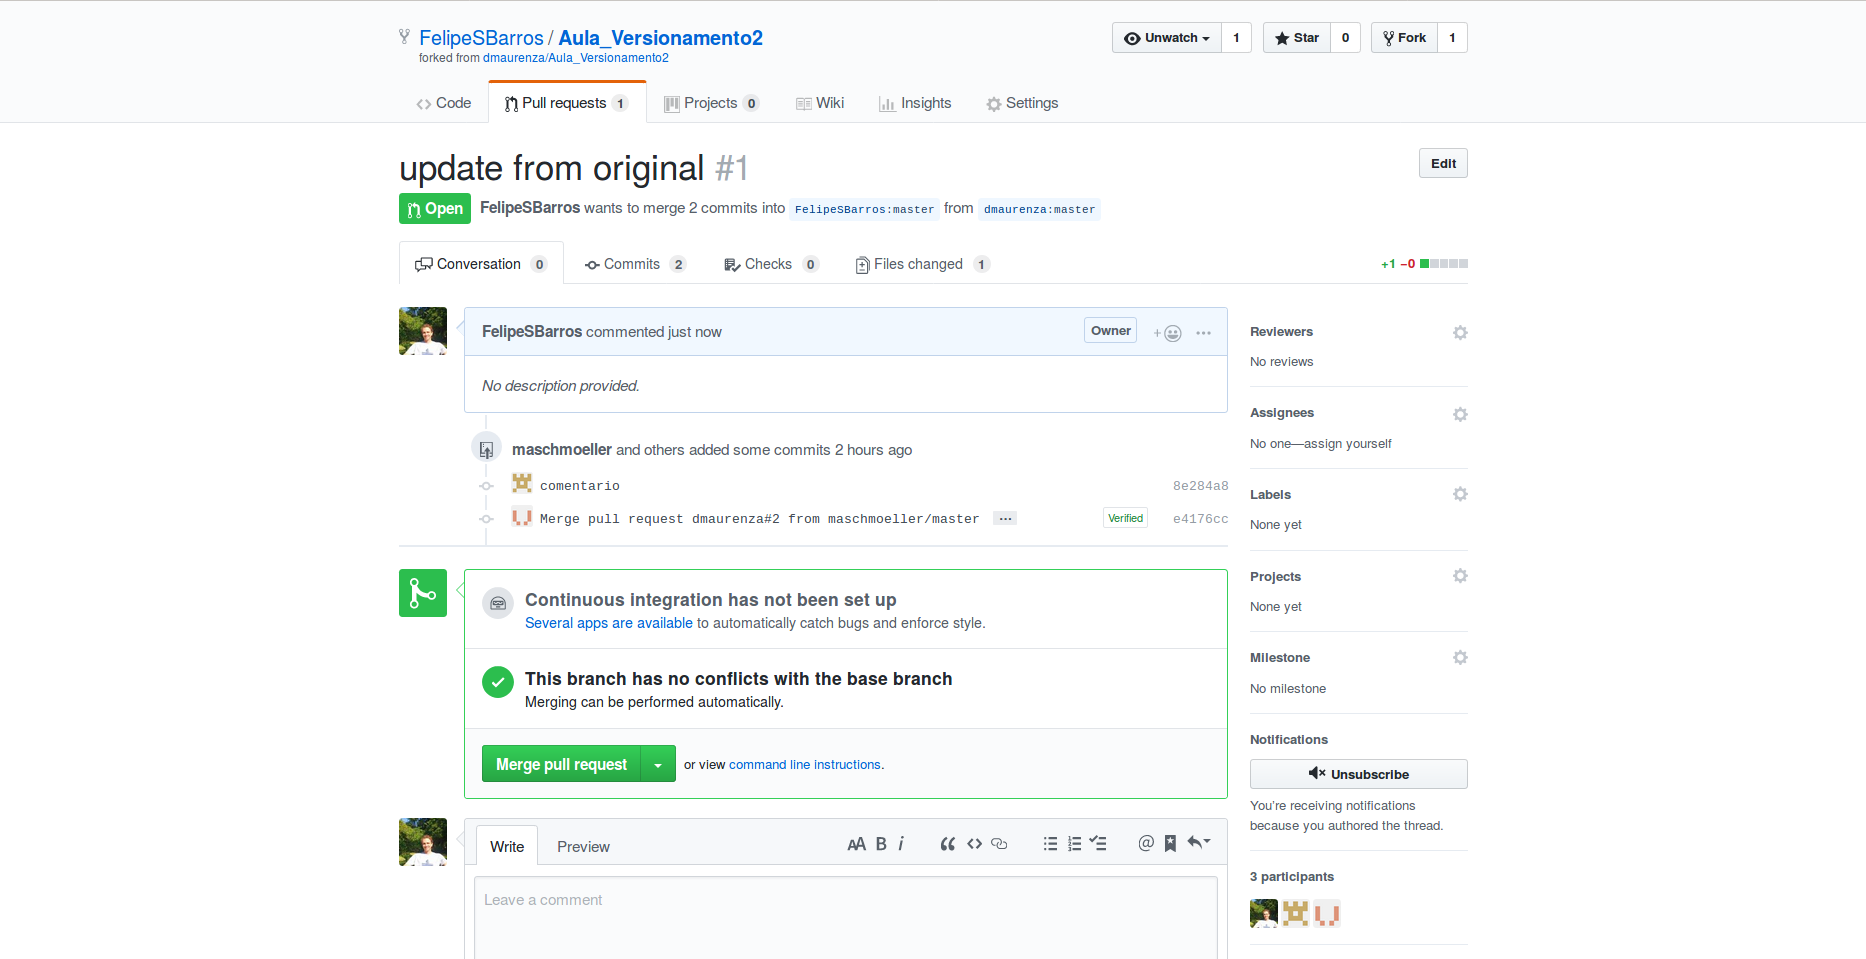 FelipeSBarros / Aula_Versionamento2
forked from dmaurenza/Aula_Versionamento2
Unwatch 1 Star 0 Fork 1
Code Pull requests 1 Projects 0 Wiki Insights Settings
update from original #1
Edit
Open FelipeSBarros wants to merge 2 commits into FelipeSBarros:master from dmaurenza:master
Conversation 0 Commits 2 Checks 0 Files changed 1 +1 −0
FelipeSBarros commented just now Owner + ...
No description provided.
maschmoeller and others added some commits 2 hours ago
comentario 8e284a8
Merge pull request dmaurenza#2 from maschmoeller/master ... Verified e4176cc
Continuous integration has not been set up
Several apps are available to automatically catch bugs and enforce style.
This branch has no conflicts with the base branch
Merging can be performed automatically.
Merge pull request or view command line instructions.
Write Preview AA B i “ <> @
Leave a comment
Reviewers
No reviews
Assignees
No one—assign yourself
Labels
None yet
Projects
None yet
Milestone
No milestone
Notifications
Unsubscribe
You’re receiving notifications
because you authored the thread.
3 participants